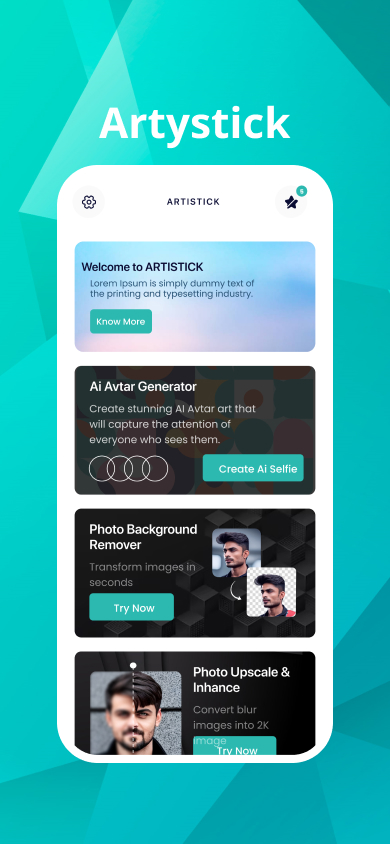 Artystick
ARTISTICK
5
Welcome to ARTISTICK
Lorem Ipsum is simply dummy text of
the printing and typesetting industry.
Know More
Ai Avtar Generator
Create stunning AI Avtar art that
will capture the attention of
everyone who sees them.
Create Ai Selfie
Photo Background
Remover
Transform images in
seconds
Try Now
Photo Upscale &
Inhance
Convert blur
images into 2K
image
Try Now